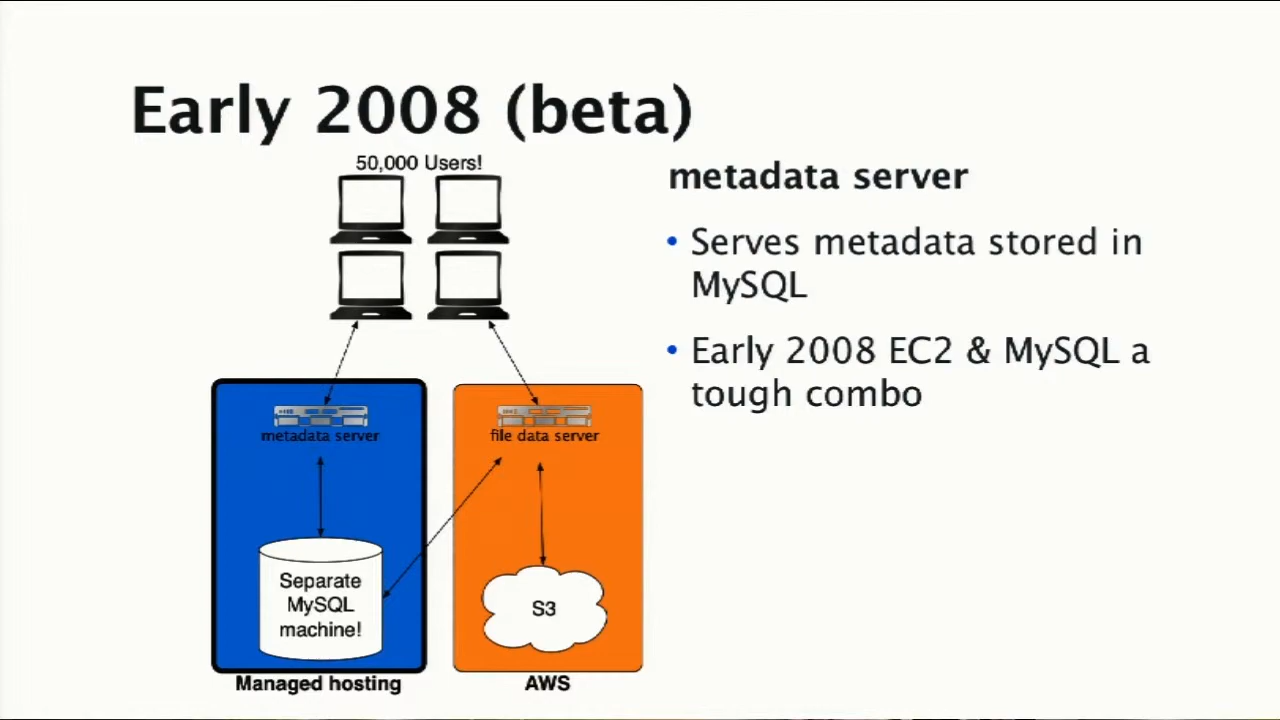 Early 2008 (beta)
50,000 Users!
metadata server
• Serves metadata stored in
MySQL
• Early 2008 EC2 & MySQL a
tough combo
metadata server
file data server
Separate
MySQL
machine!
S3
Managed hosting
AWS